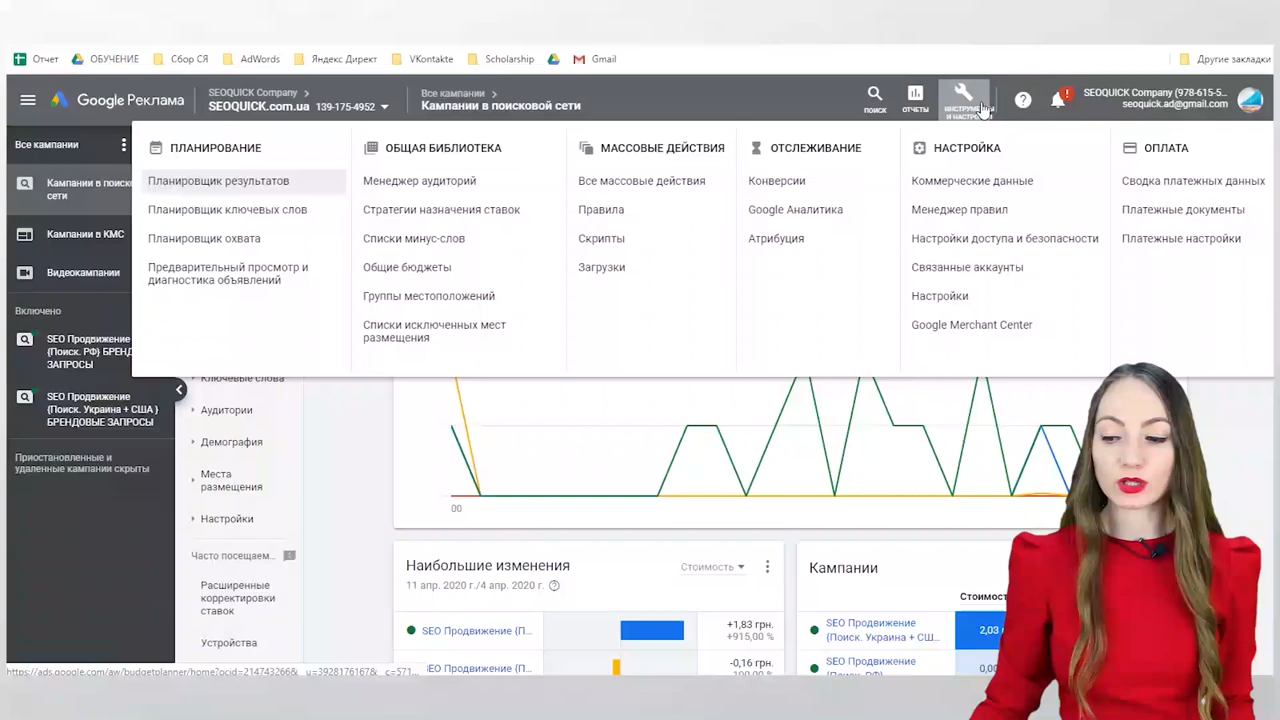 Отчет
ОБУЧЕНИЕ
Сбор СЯ
AdWords
Яндекс Директ
VKontakte
Scholarship
Gmail
Другие закладки
Google Реклама
SEOQUICK Company
SEOQUICK.com.ua 139-175-4952
Все кампании
Кампании в поисковой сети
ПОИСК
ОТЧЕТЫ
SEOQUICK Company (978-615-5...
seoquick.ad@gmail.com
Все кампании
Кампании в поиск
сети
Кампании в КМС
Видеокампании
Включено
SEO Продвижение
{Поиск. РФ} БРЕНД
ЗАПРОСЫ
SEO Продвижение
{Поиск. Украина + США }
БРЕНДОВЫЕ ЗАПРОСЫ
Приостановленные и
удаленные кампании скрыты
ПЛАНИРОВАНИЕ
Планировщик результатов
Планировщик ключевых слов
Планировщик охвата
Предварительный просмотр и
диагностика объявлений
ОБЩАЯ БИБЛИОТЕКА
Менеджер аудиторий
Стратегии назначения ставок
Списки минус-слов
Общие бюджеты
Группы местоположений
Списки исключенных мест
размещения
МАССОВЫЕ ДЕЙСТВИЯ
Все массовые действия
Правила
Скрипты
Загрузки
ОТСЛЕЖИВАНИЕ
Конверсии
Google Аналитика
Атрибуция
НАСТРОЙКА
Коммерческие данные
Менеджер правил
Настройки доступа и безопасности
Связанные аккаунты
Настройки
Google Merchant Center
ОПЛАТА
Сводка платежных данных
Платежные документы
Платежные настройки
Ключевые слова
Аудитории
Демография
Места
размещения
Настройки
Часто посещаем...
Расширенные
корректировки
ставок
Устройства
00
Наибольшие изменения
Стоимость
11 апр. 2020 г./4 апр. 2020 г.
SEO Продвижение {П...
+1,83 грн.
+915,00 %
SEO Продвижение {П...
-0,16 грн.
-100,00 %
Кампании
SEO Продвижение
{Поиск. Украина + СШ...
2,03
SEO Продвижение
{Поиск. РФ}
0,00